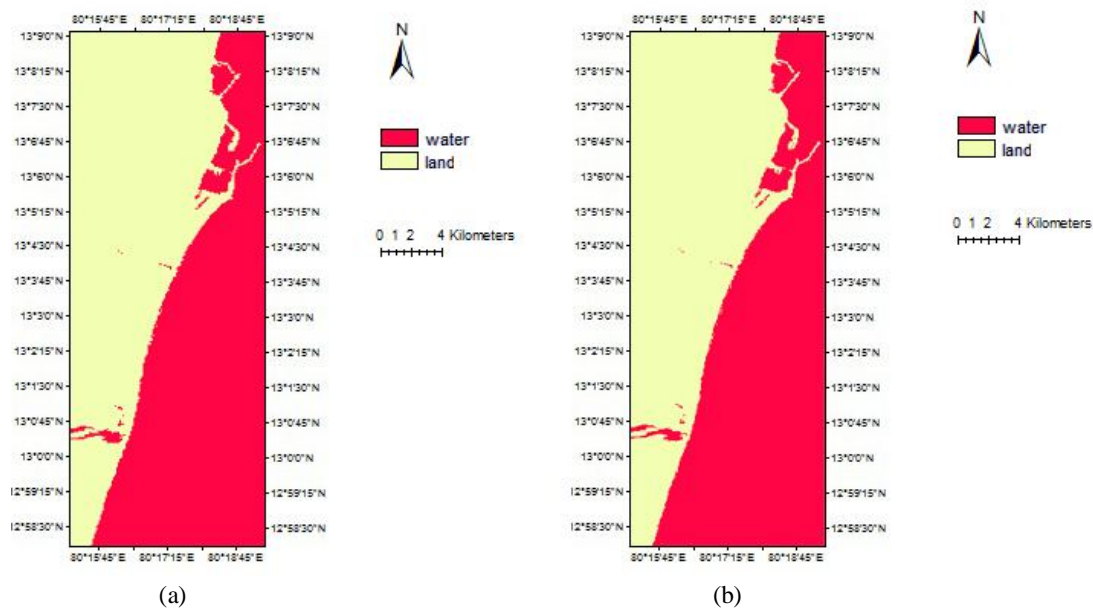 80°15'45"E 80°17'15"E 80°18'45"E
13°9'0"N 13°9'0"N
13°8'15"N 13°8'15"N
13°7'30"N 13°7'30"N
13°6'45"N 13°6'45"N
13°6'0"N 13°6'0"N
13°5'15"N 13°5'15"N
13°4'30"N 13°4'30"N
13°3'45"N 13°3'45"N
13°3'0"N 13°3'0"N
13°2'15"N 13°2'15"N
13°1'30"N 13°1'30"N
13°0'45"N 13°0'45"N
13°0'0"N 13°0'0"N
12°59'15"N 12°59'15"N
12°58'30"N 12°58'30"N
80°15'45"E 80°17'15"E 80°18'45"E
N
water
land
0 1 2 4 Kilometers
(a)
80°15'45"E 80°17'15"E 80°18'45"E
13°9'0"N 13°9'0"N
13°8'15"N 13°8'15"N
13°7'30"N 13°7'30"N
13°6'45"N 13°6'45"N
13°6'0"N 13°6'0"N
13°5'15"N 13°5'15"N
13°4'30"N 13°4'30"N
13°3'45"N 13°3'45"N
13°3'0"N 13°3'0"N
13°2'15"N 13°2'15"N
13°1'30"N 13°1'30"N
13°0'45"N 13°0'45"N
13°0'0"N 13°0'0"N
12°59'15"N 12°59'15"N
12°58'30"N 12°58'30"N
80°15'45"E 80°17'15"E 80°18'45"E
N
water
land
0 1 2 4 Kilometers
(b)